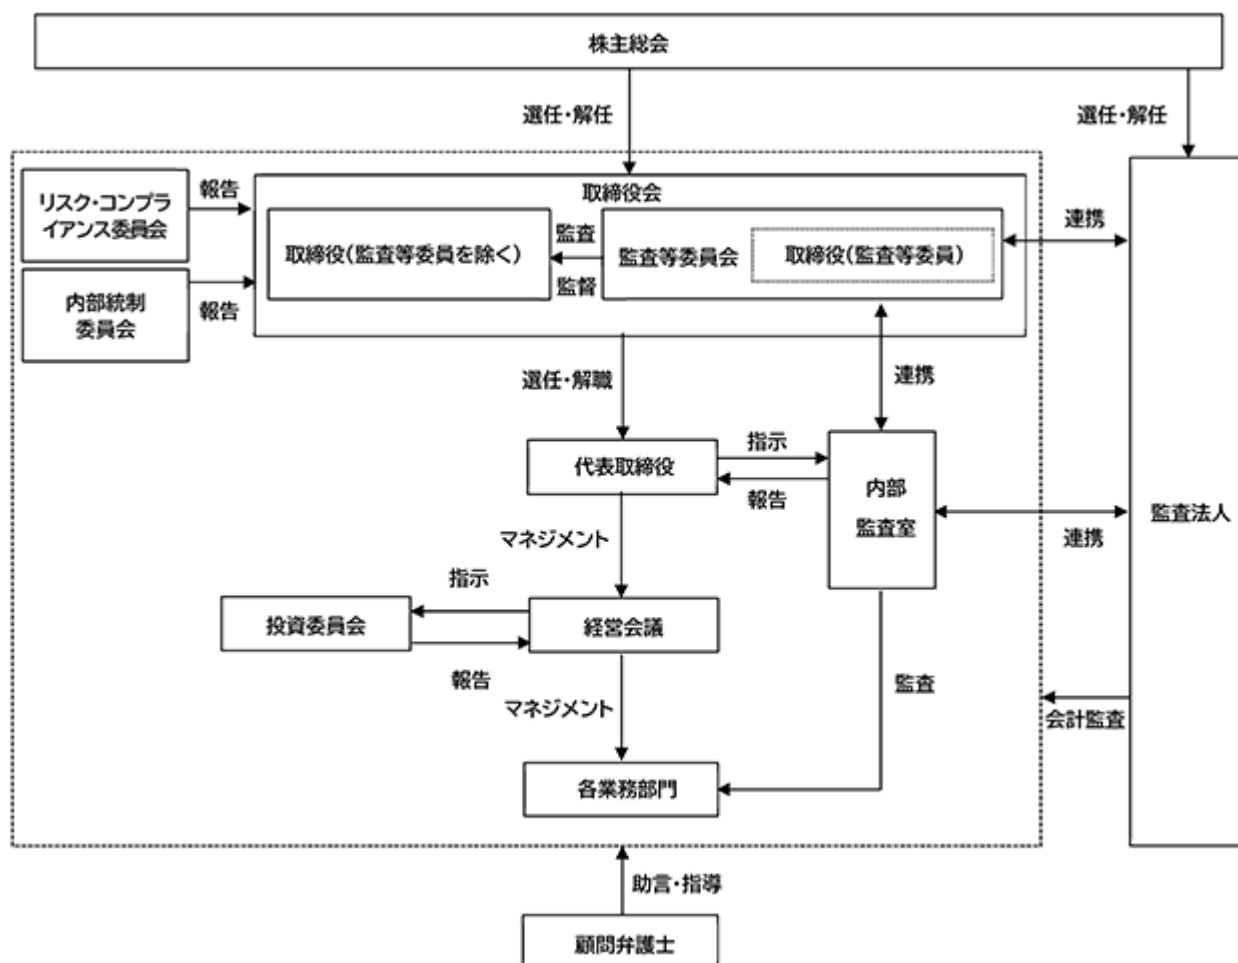 株主総会
選任・解任
選任・解任
リスク・コンプラ
イアンス委員会
報告
取締役会
取締役(監査等委員を除く)
監査
監督
監査等委員会
取締役(監査等委員)
連携
内部統制
委員会
報告
選任・解職
連携
代表取締役
指示
報告
内部
監査室
連携
監査法人
マネジメント
指示
投資委員会
経営会議
報告
マネジメント
監査
会計監査
各業務部門
助言・指導
顧問弁護士